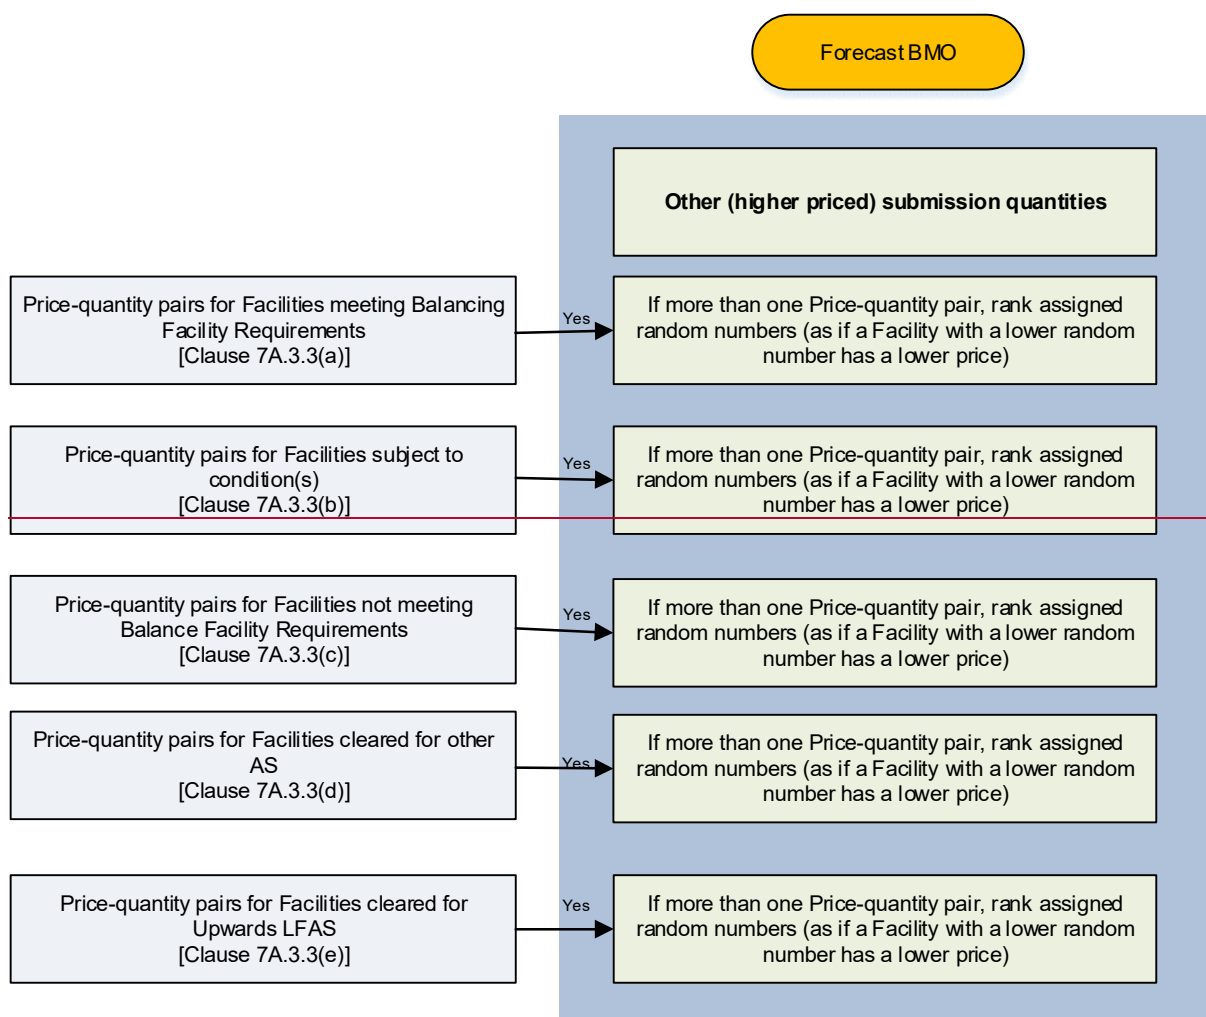 Forecast BMO
Other (higher priced) submission quantities
Price-quantity pairs for Facilities meeting Balancing
Facility Requirements
[Clause 7A.3.3(a)]
Yes
If more than one Price-quantity pair, rank assigned
random numbers (as if a Facility with a lower random
number has a lower price)
Price-quantity pairs for Facilities subject to
condition(s)
[Clause 7A.3.3(b)]
Yes
If more than one Price-quantity pair, rank assigned
random numbers (as if a Facility with a lower random
number has a lower price)
Price-quantity pairs for Facilities not meeting
Balance Facility Requirements
[Clause 7A.3.3(c)]
Yes
If more than one Price-quantity pair, rank assigned
random numbers (as if a Facility with a lower random
number has a lower price)
Price-quantity pairs for Facilities cleared for other
AS
[Clause 7A.3.3(d)]
Yes
If more than one Price-quantity pair, rank assigned
random numbers (as if a Facility with a lower random
number has a lower price)
Price-quantity pairs for Facilities cleared for
Upwards LFAS
[Clause 7A.3.3(e)]
Yes
If more than one Price-quantity pair, rank assigned
random numbers (as if a Facility with a lower random
number has a lower price)